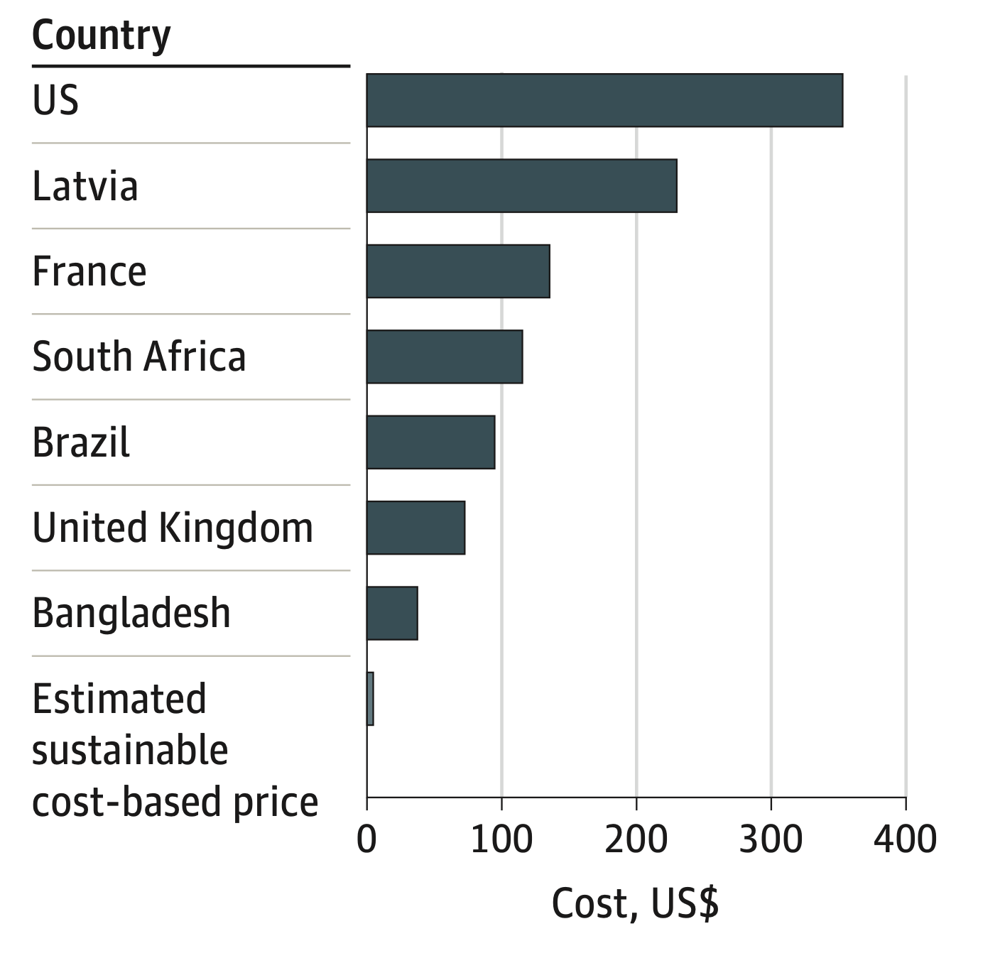 Country
US
Latvia
France
South Africa
Brazil
United Kingdom
Bangladesh
Estimated
sustainable
cost-based price
0 100 200 300 400
Cost, US$